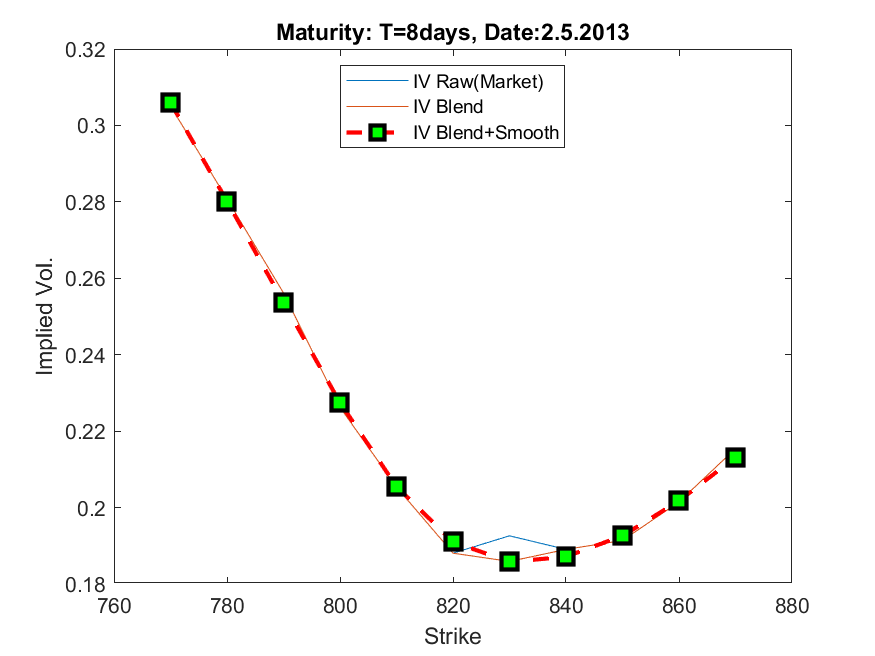 Maturity: T=8days, Date:2.5.2013
IV Raw(Market)
IV Blend
IV Blend+Smooth
Implied Vol.
0.32
0.3
0.28
0.26
0.24
0.22
0.2
0.18
760 780 800 820 840 860 880
Strike